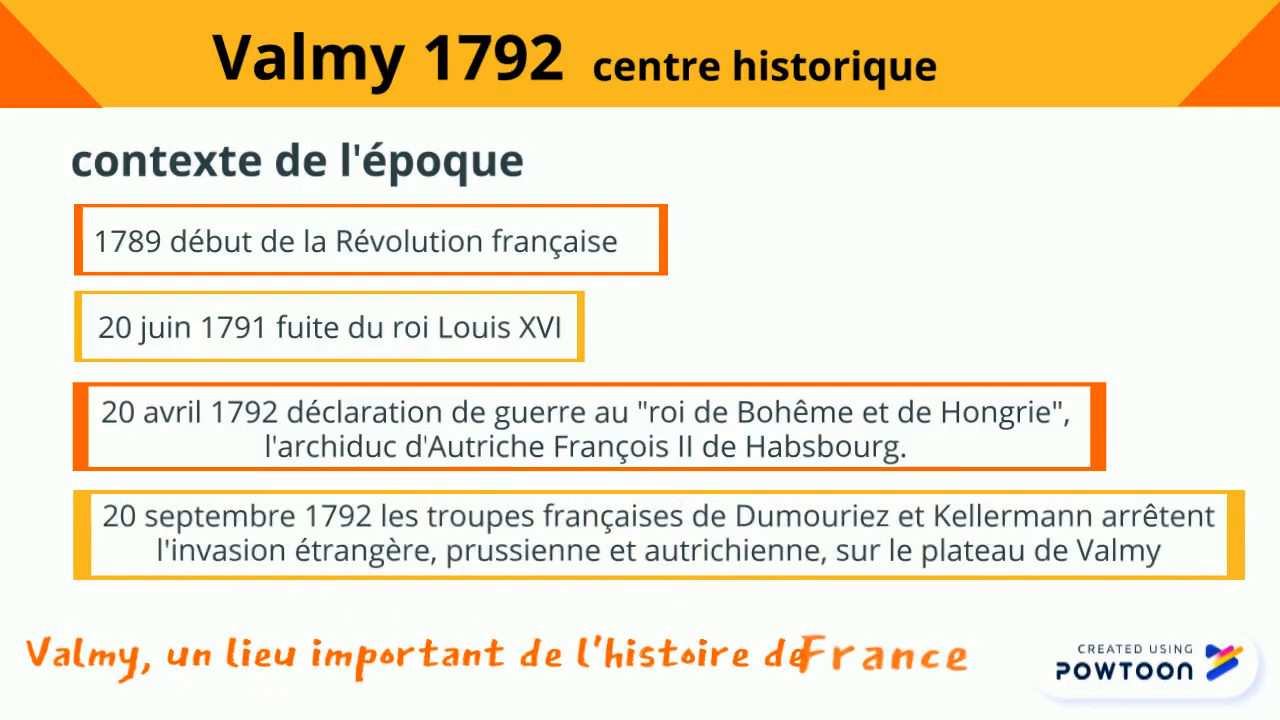 Valmy 1792 centre historique
contexte de l'époque
1789 début de la Révolution française
20 juin 1791 fuite du roi Louis XVI
20 avril 1792 déclaration de guerre au "roi de Bohême et de Hongrie",
l'archiduc d'Autriche François II de Habsbourg.
20 septembre 1792 les troupes françaises de Dumouriez et Kellermann arrêtent
l'invasion étrangère, prussienne et autrichienne, sur le plateau de Valmy
Valmy, un lieu important de l'histoire de France
CREATED USING
POWTOON